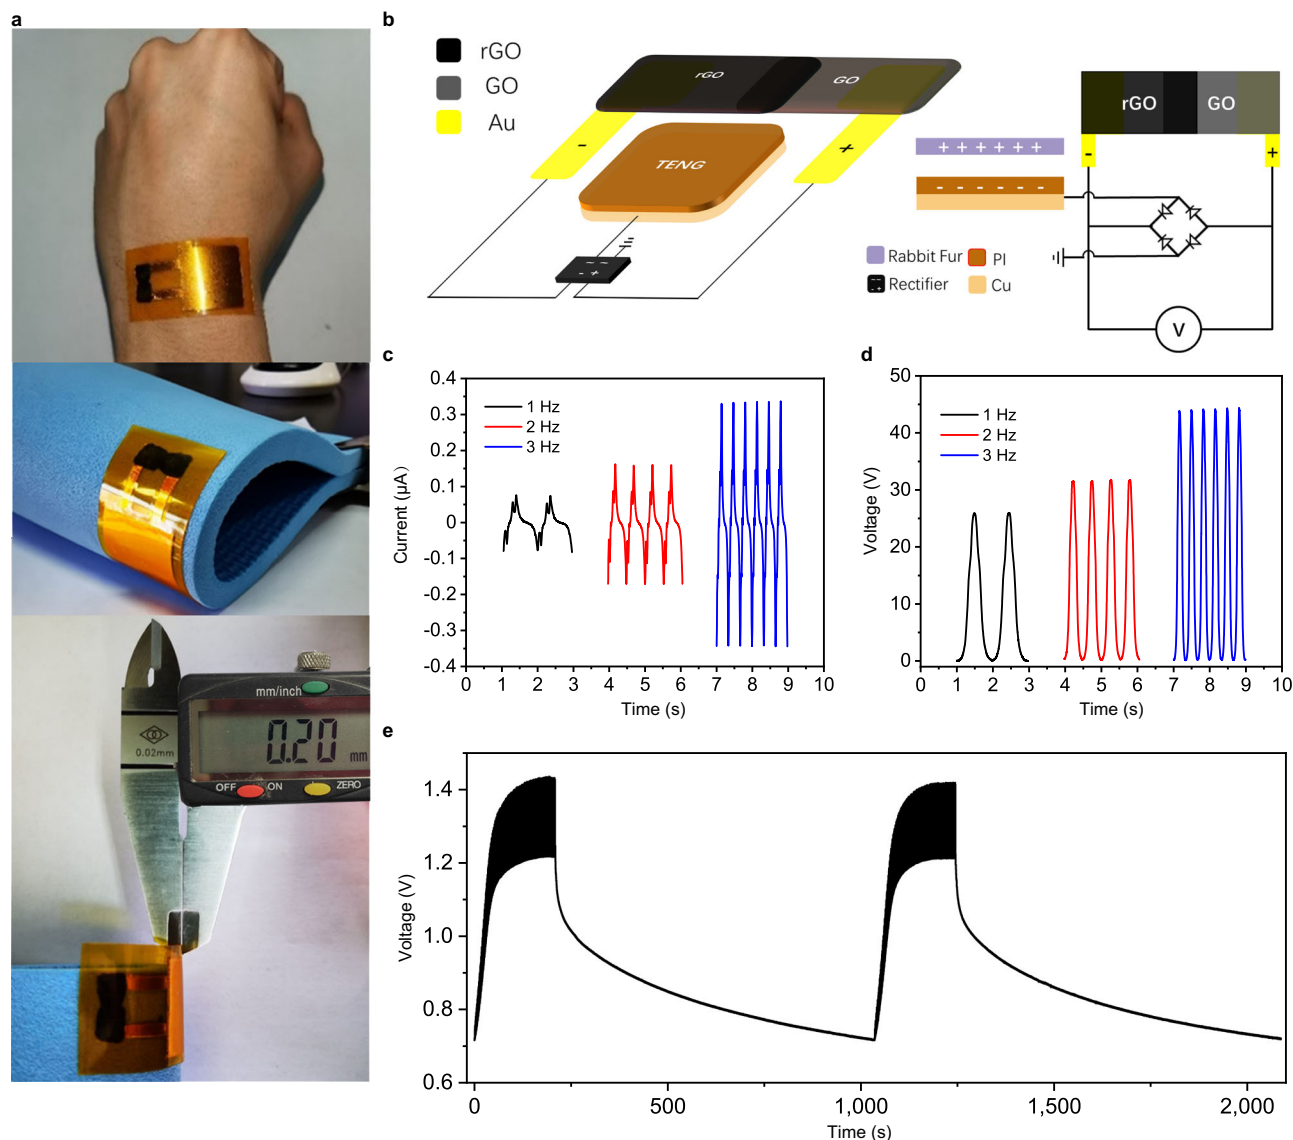 a
mm/inch
0.20 mm
0.02mm
OFF ON ZERO
b
rGO
GO
Au
rGO GO
- +
TENG
- +
rGO GO
- +
+ + + + + +
- - - - - -
Rabbit Fur PI
Rectifier Cu
V
c
0.4
0.3
0.2
0.1
0
-0.1
-0.2
-0.3
-0.4
Current (μA)
1 Hz
2 Hz
3 Hz
0 1 2 3 4 5 6 7 8 9 10
Time (s)
d
50
40
30
20
10
0
Voltage (V)
1 Hz
2 Hz
3 Hz
0 1 2 3 4 5 6 7 8 9 10
Time (s)
e
1.4
1.2
1.0
0.8
0.6
Voltage (V)
0 500 1,000 1,500 2,000
Time (s)